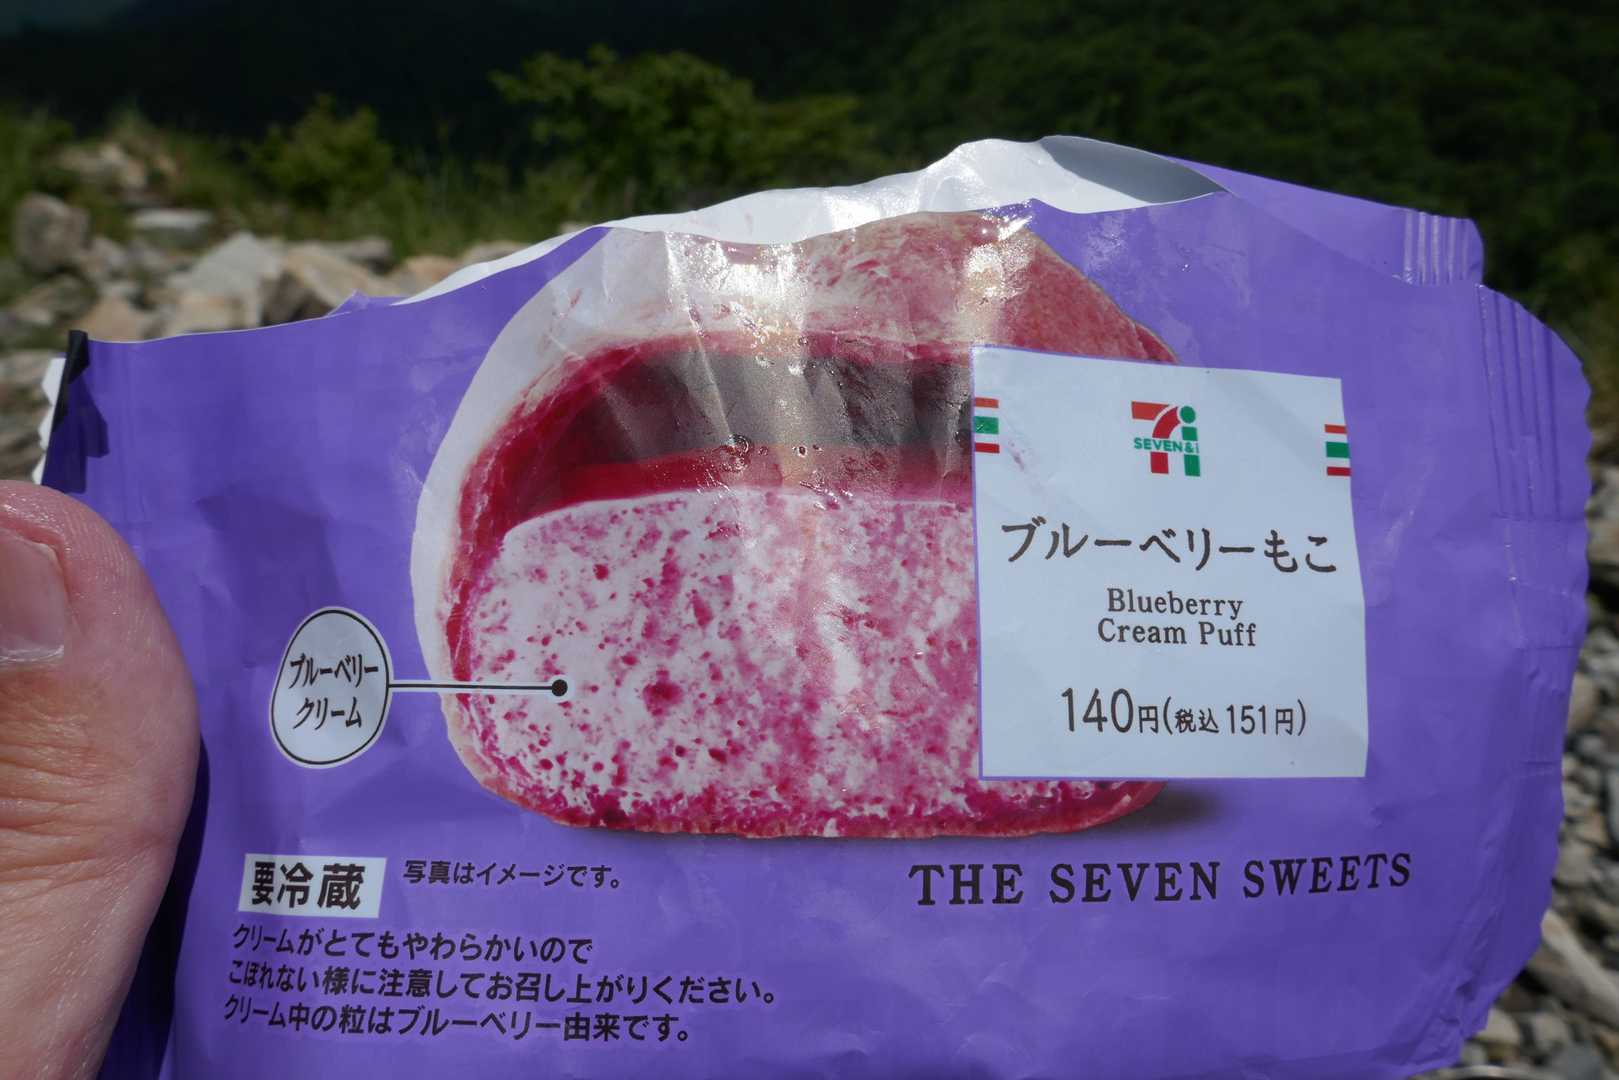 SEVEN&i
ブルーベリーもこ
Blueberry
Cream Puff
140円(税込151円)
ブルーベリー
クリーム
THE SEVEN SWEETS
要冷蔵
写真はイメージです。
クリームがとてもやわらかいので
こぼれない様に注意してお召し上がりください。
クリーム中の粒はブルーベリー由来です。